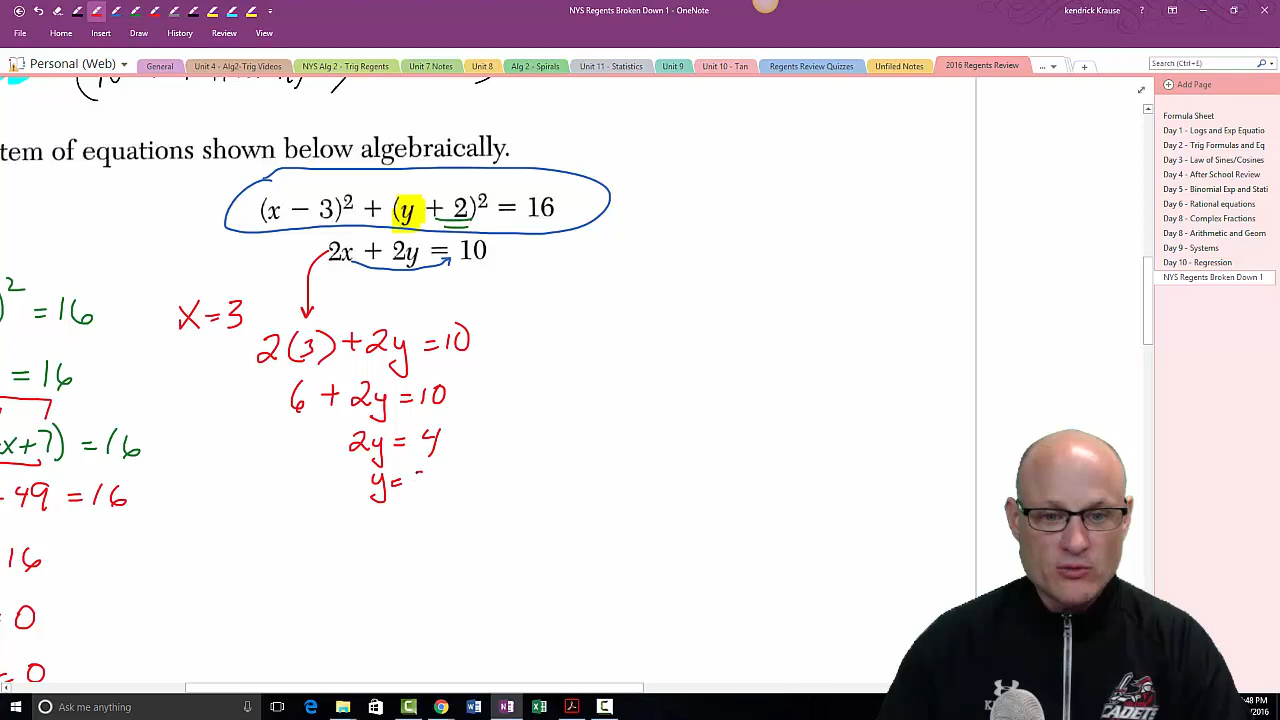 NYS Regents Broken Down 1 - OneNote
kendrick Krause
?
File Home Insert Draw History Review View
Personal (Web) General Unit 4 - Alg2-Trig Videos NYS Alg 2 - Trig Regents Unit 7 Notes Unit 8 Alg 2 - Spirals Unit 11 - Statistics Unit 9 Unit 10 - Tan Regents Review Quizzes Unfiled Notes 2016 Regents Review ... Search (Ctrl+E)
Add Page
Formula Sheet
Day 1 - Logs and Exp Equatio
Day 2 - Trig Formulas and Eq
Day 3 - Law of Sines/Cosines
Day 4 - After School Review
Day 5 - Binomial Exp and Stati
Day 6 - Rational equations
Day 8 - Complex Fractions
Day 8 - Arithmetic and Geom
Day 9 - Systems
Day 10 - Regression
NYS Regents Broken Down 1
tem of equations shown below algebraically.
(x − 3)² + (y + 2)² = 16
2x + 2y = 10
)² = 16
= 16
x+7) = 16
49 = 16
16
= 0
= 0
X = 3
2(3) + 2y = 10
6 + 2y = 10
2y = 4
y =
CADETS
Ask me anything
:48 PM
/2016